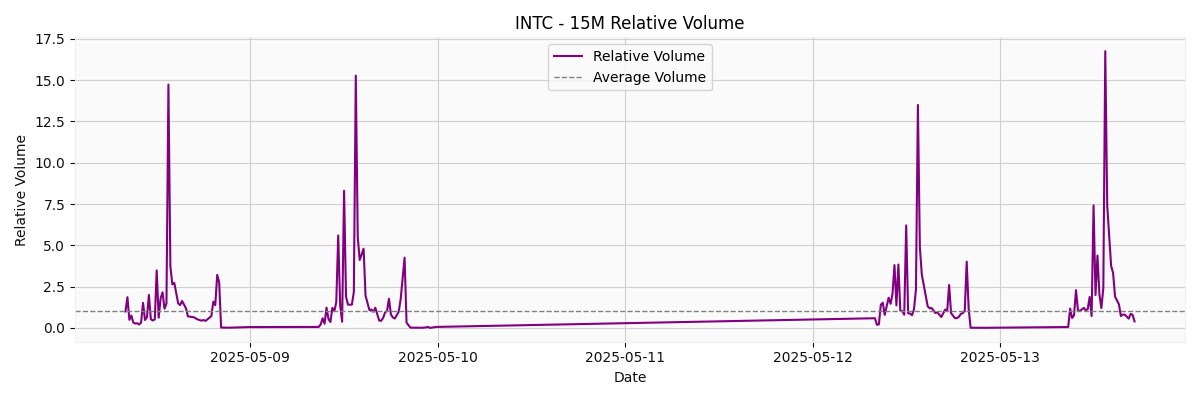 INTC - 15M Relative Volume
Relative Volume
Average Volume
17.5
15.0
12.5
10.0
7.5
5.0
2.5
0.0
Relative Volume
2025-05-09
2025-05-10
2025-05-11
2025-05-12
2025-05-13
Date